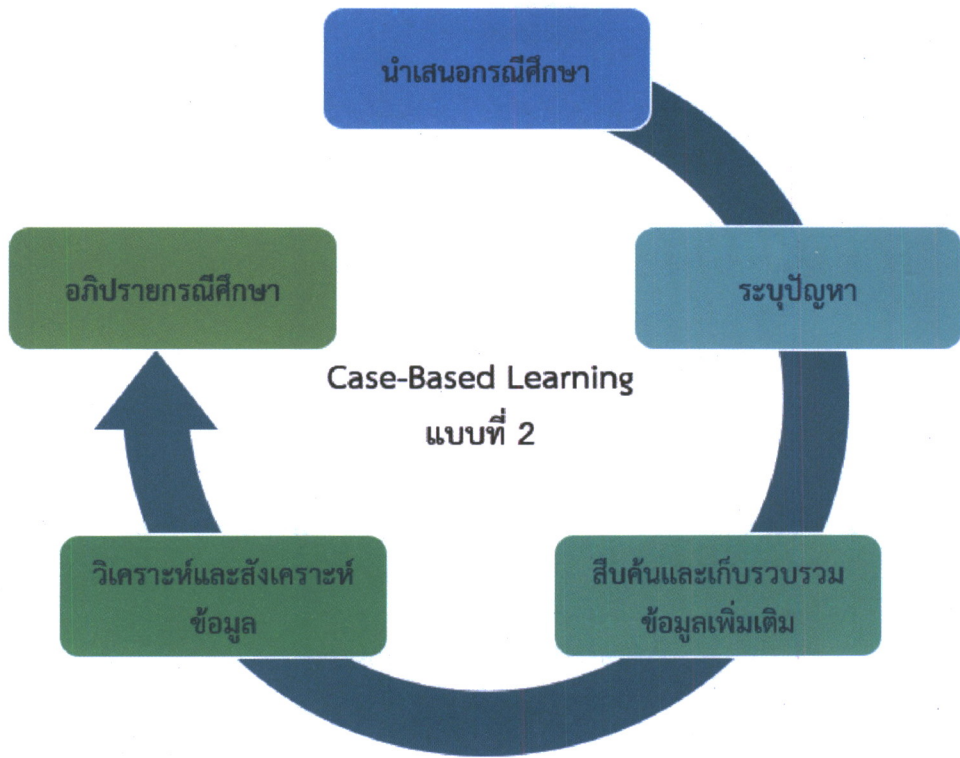 นำเสนอกรณีศึกษา
ระบุปัญหา
สืบค้นและเก็บรวบรวม
ข้อมูลเพิ่มเติม
วิเคราะห์และสังเคราะห์
ข้อมูล
อภิปรายกรณีศึกษา
Case-Based Learning
แบบที่ 2